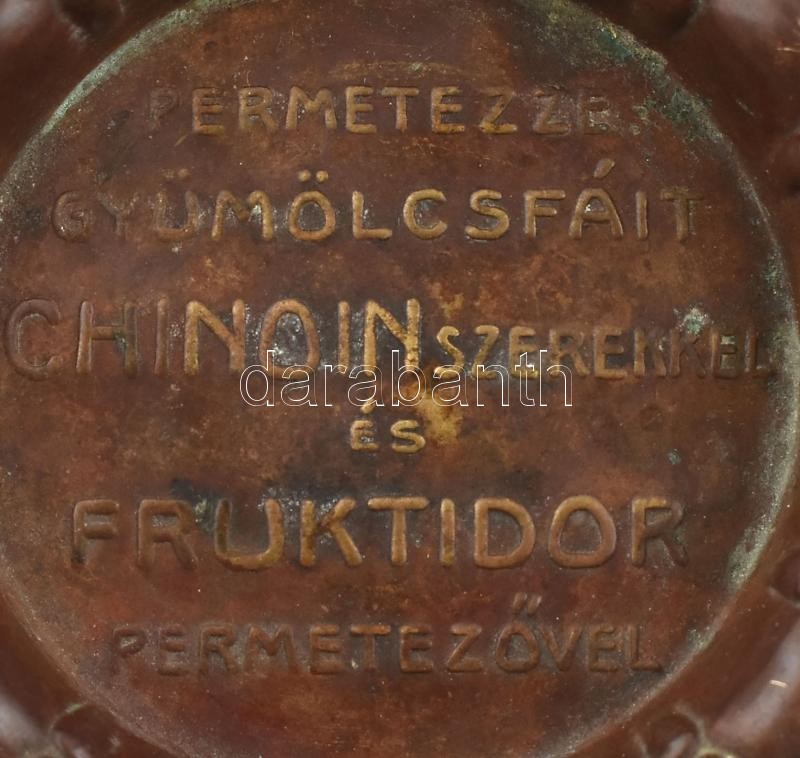 PERMETEZZE
GYÜMÖLCSFÁIT
CHINOIN SZEREKKEL
darabanth
ÉS
FRUKTIDOR
PERMETEZŐVEL